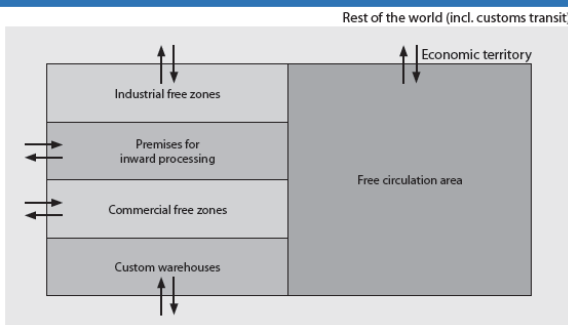 Rest of the world (incl. customs transit)
Economic territory
Industrial free zones
Premises for
inward processing
Free circulation area
Commercial free zones
Custom warehouses